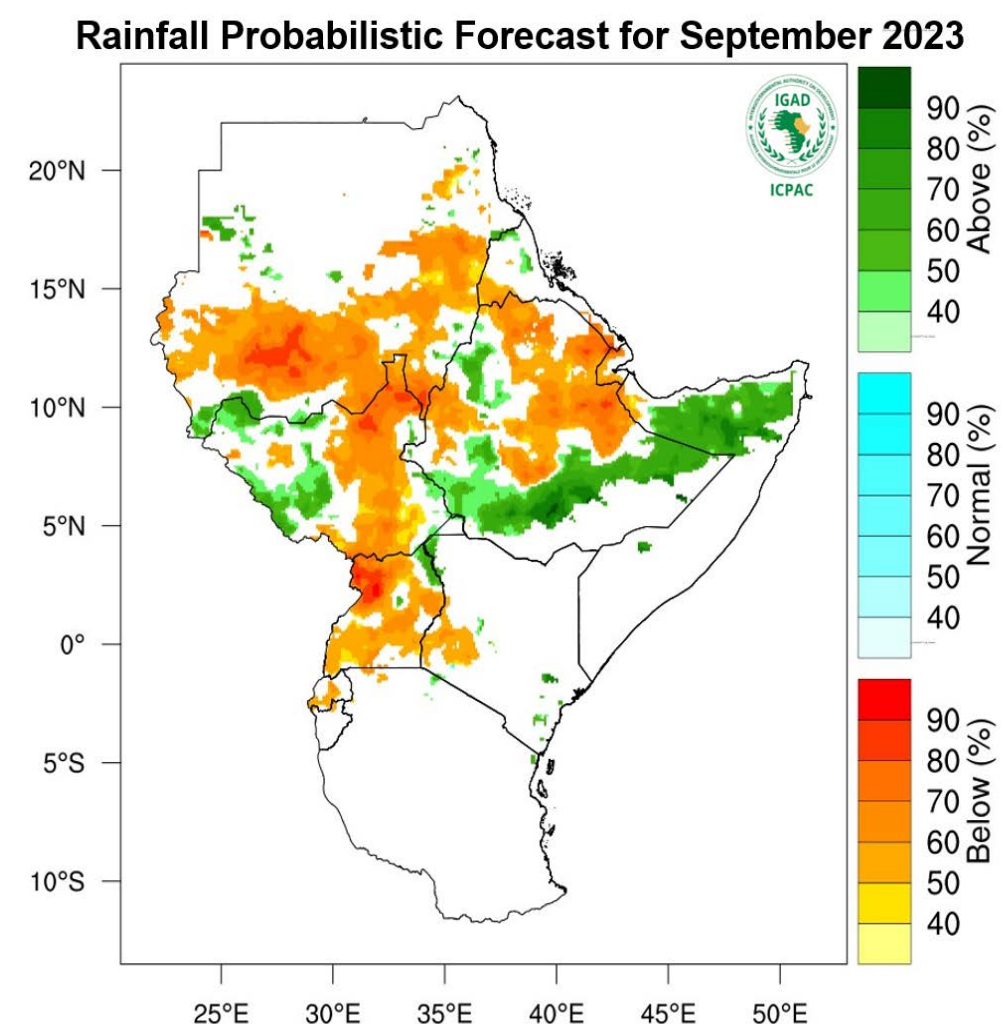 Rainfall Probabilistic Forecast for September 2023
IGAD
ICPAC
20°N
15°N
10°N
5°N
0°
5°S
10°S
25°E
30°E
35°E
40°E
45°E
50°E
90
80
70
60
50
40
Above (%)
90
80
70
60
50
40
Normal (%)
90
80
70
60
50
40
Below (%)